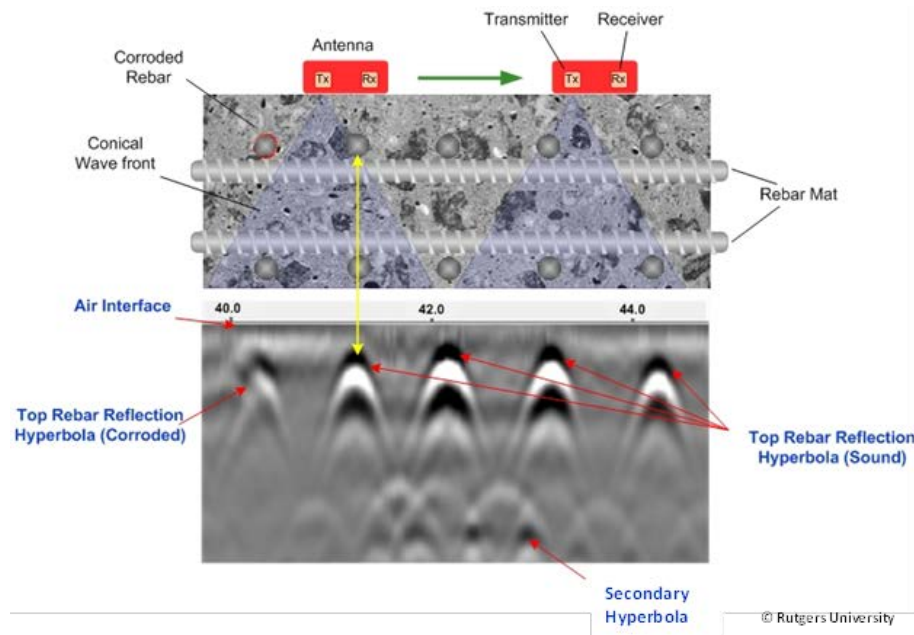 Transmitter
Receiver
Antenna
Corroded
Rebar
Tx
Rx
Tx
Rx
Conical
Wave front
Rebar Mat
Air Interface
40.0
42.0
44.0
Top Rebar Reflection
Hyperbola (Corroded)
Top Rebar Reflection
Hyperbola (Sound)
Secondary
Hyperbola
© Rutgers University